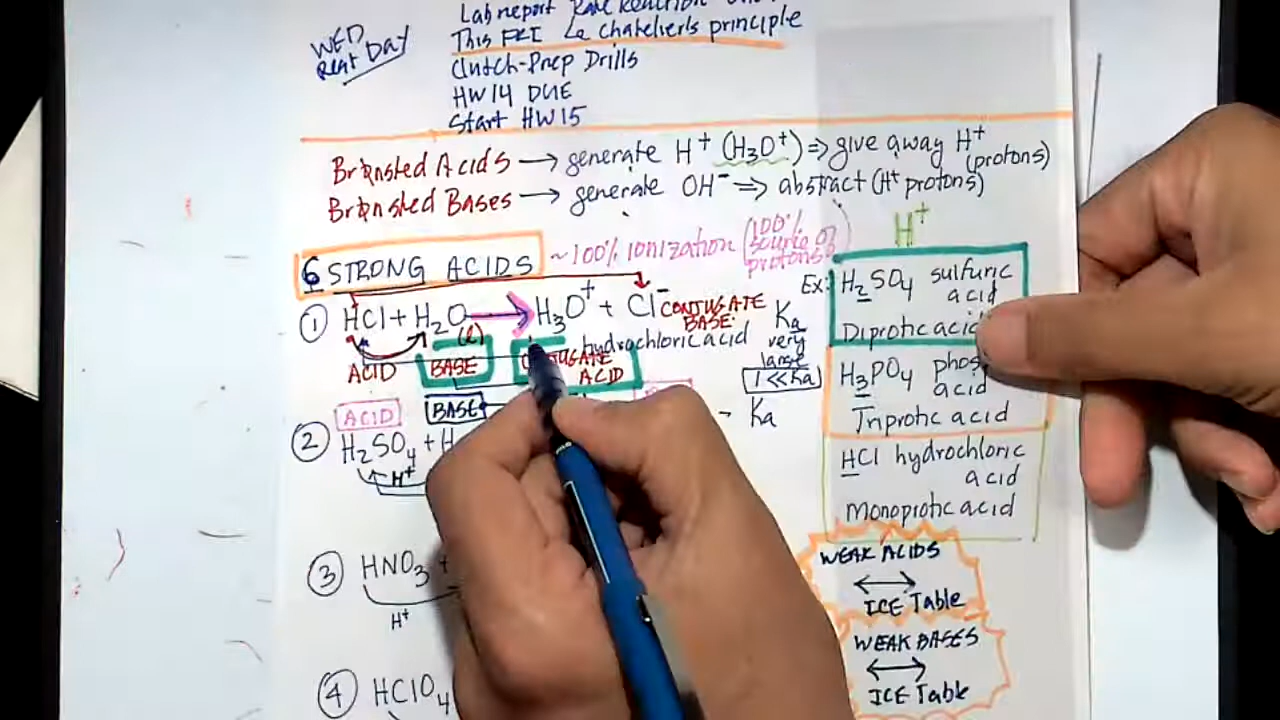 Lab report Rate Reaction
WED
Rest Day
This FRI Le Chatelier's principle
Clutch-Prep Drills
HW14 DUE
Start HW15
Brønsted Acids → generate H+ (H3O+) ⇒ give away H+ (protons)
Brønsted Bases → generate OH- ⇒ abstract (H+ protons)
H+
6 STRONG ACIDS ~100% ionization (100% source of protons)
① HCl + H2O(l) → H3O+ + Cl- CONJUGATE BASE:
hydrochloric acid
ACID BASE CONJUGATE ACID
Ka very large
1 << Ka
ACID BASE
② H2SO4 + H
Ka
H+
③ HNO3 +
H+
④ HClO4
Ex: H2SO4 sulfuric acid
Diprotic acid
H3PO4 phos
acid
Triprotic acid
HCl hydrochloric acid
Monoprotic acid
WEAK ACIDS
↔
ICE Table
WEAK BASES
↔
ICE Table